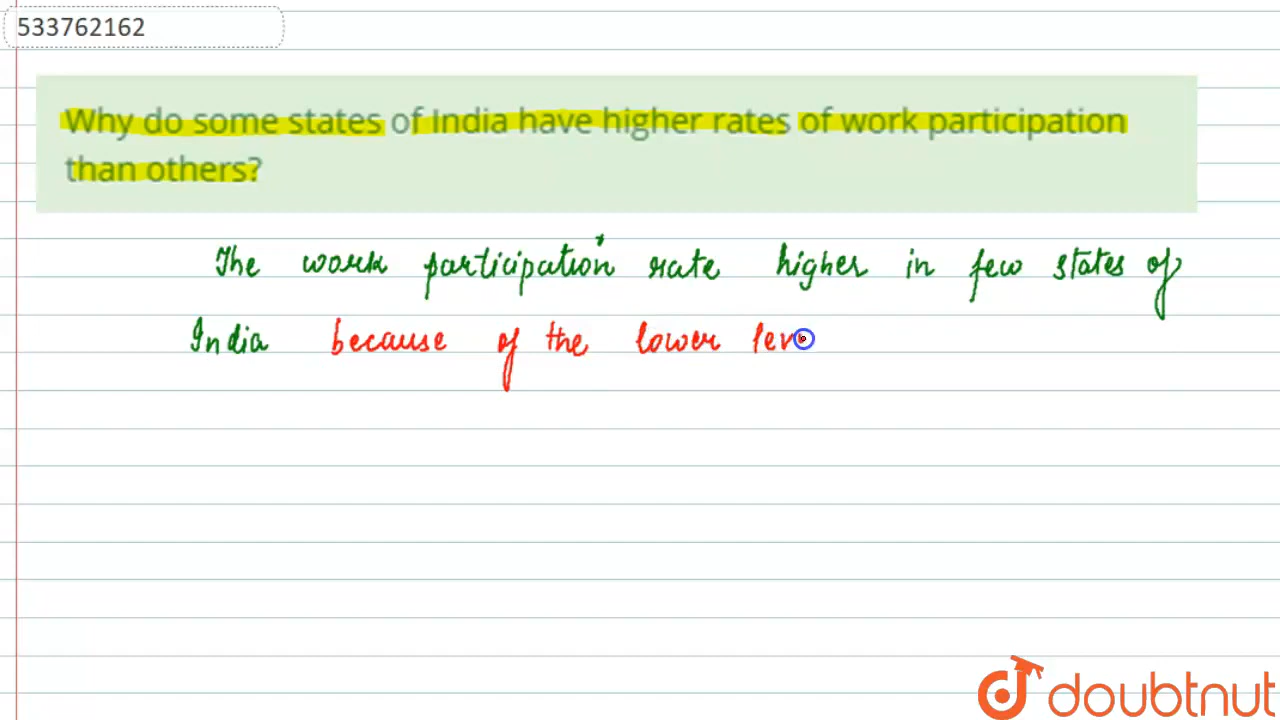 533762162
Why do some states of India have higher rates of work participation
than others?
The work participation rate higher in few states of
India because of the lower
doubtnut